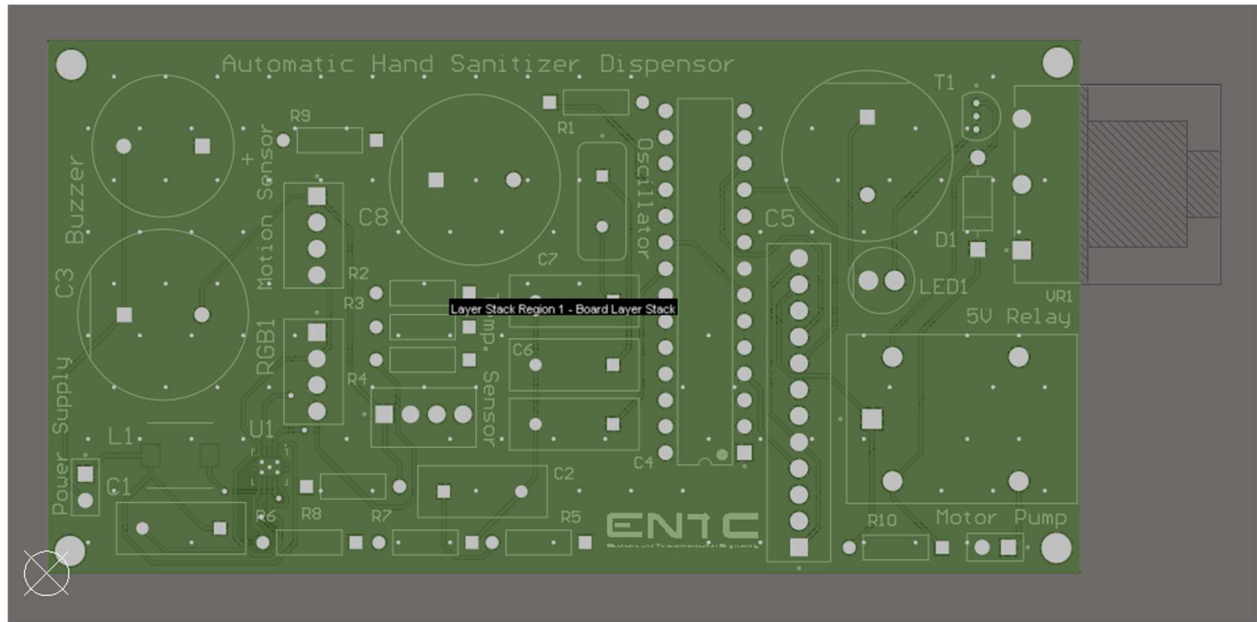 Automatic Hand Sanitizer Dispensor
T1
R9
R1
+
Buzzer
Motion Sensor
Oscillator
C8
C5
D1
C3
R2
C7
LED1
R3
Layer Stack Region 1 - Board Layer Stack
VR1
5V Relay
RGB1
mp.
C6
R4
Sensor
Power Supply
L1
U1
C4
C1
C2
R6
R8
R7
R5
ENTC
R10
Motor Pump